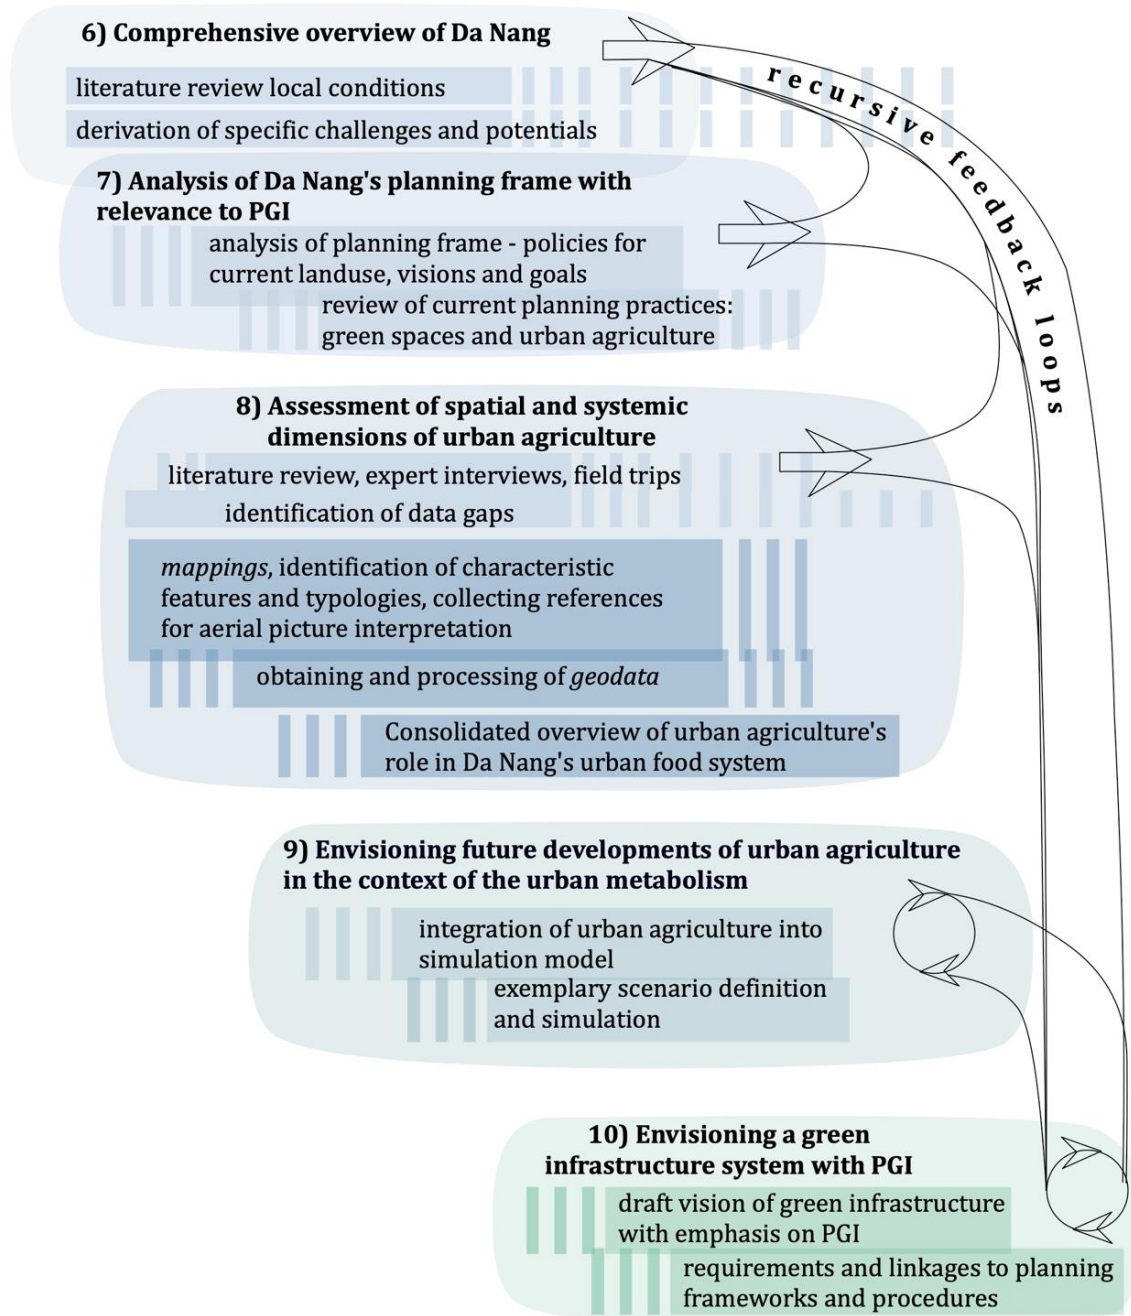 6) Comprehensive overview of Da Nang
literature review local conditions
derivation of specific challenges and potentials
recursive feedback loops
7) Analysis of Da Nang's planning frame with
relevance to PGI
analysis of planning frame - policies for
current landuse, visions and goals
review of current planning practices:
green spaces and urban agriculture
8) Assessment of spatial and systemic
dimensions of urban agriculture
literature review, expert interviews, field trips
identification of data gaps
mappings, identification of characteristic
features and typologies, collecting references
for aerial picture interpretation
obtaining and processing of geodata
Consolidated overview of urban agriculture's
role in Da Nang's urban food system
9) Envisioning future developments of urban agriculture
in the context of the urban metabolism
integration of urban agriculture into
simulation model
exemplary scenario definition
and simulation
10) Envisioning a green
infrastructure system with PGI
draft vision of green infrastructure
with emphasis on PGI
requirements and linkages to planning
frameworks and procedures